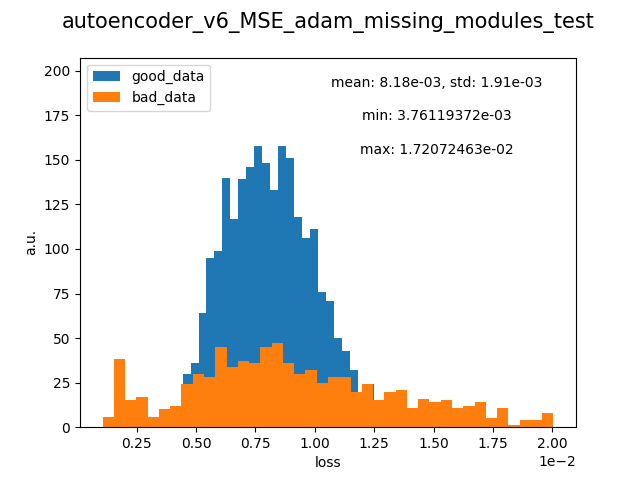 autoencoder_v6_MSE_adam_missing_modules_test
good_data
bad_data
mean: 8.18e-03, std: 1.91e-03
min: 3.76119372e-03
max: 1.72072463e-02
a.u.
200
175
150
125
100
75
50
25
0
0.25
0.50
0.75
1.00
1.25
1.50
1.75
2.00
1e−2
loss